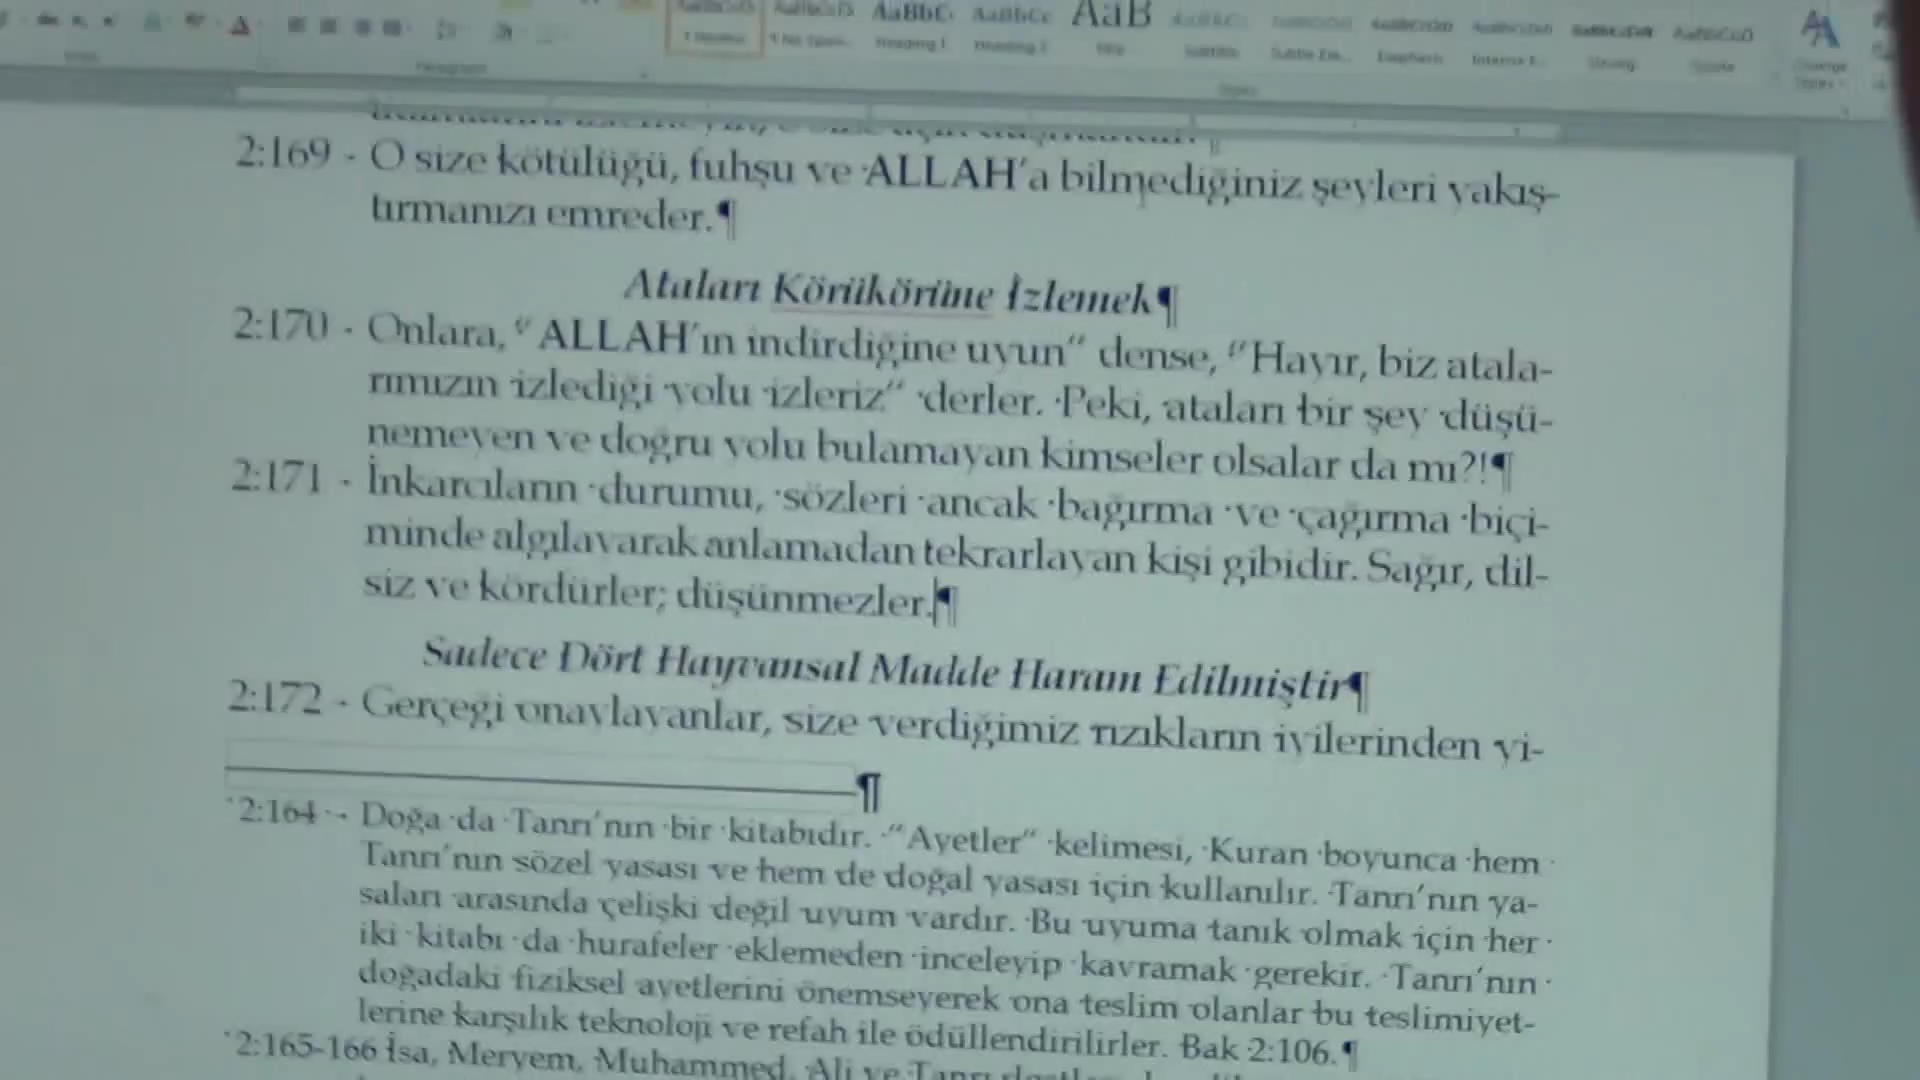 AaB
2:169 - O size kötülüğü, fuhşu ve ALLAH'a bilmediğiniz şeyleri yakış-
tırmanızı emreder.¶
Ataları Körükörüne İzlemek¶
2:170 - Onlara, "ALLAH'ın indirdiğine uyun" dense, "Hayır, biz atala-
rımızın izlediği yolu izleriz" derler. Peki, ataları bir şey düşü-
nemeyen ve doğru yolu bulamayan kimseler olsalar da mı?!¶
2:171 - İnkarcıların durumu, sözleri ancak bağırma ve çağırma biçi-
minde algılayarak anlamadan tekrarlayan kişi gibidir. Sağır, dil-
siz ve kördürler; düşünmezler.¶
Sadece Dört Hayvansal Madde Haram Edilmiştir¶
2:172 - Gerçeği onaylayanlar, size verdiğimiz rızıkların iyilerinden yi-
¶
2:164 - Doğa da Tanrı'nın bir kitabıdır. "Ayetler" kelimesi, Kuran boyunca hem
Tanrı'nın sözel yasası ve hem de doğal yasası için kullanılır. Tanrı'nın ya-
saları arasında çelişki değil uyum vardır. Bu uyuma tanık olmak için her
iki kitabı da hurafeler eklemeden inceleyip kavramak gerekir. Tanrı'nın
doğadaki fiziksel ayetlerini önemseyerek ona teslim olanlar bu teslimiyet-
lerine karşılık teknoloji ve refah ile ödüllendirilirler. Bak 2:106.¶
2:165-166 İsa, Meryem, Muhammed, Ali ve Tanrı